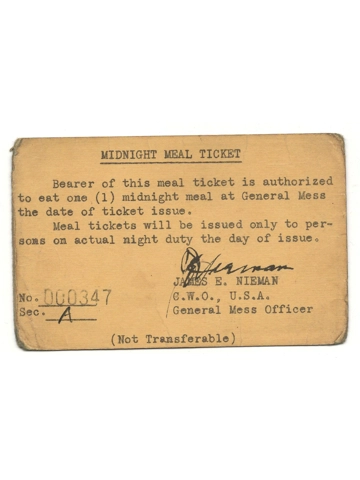 MIDNIGHT MEAL TICKET
Bearer of this meal ticket is authorized
to eat one (1) midnight meal at General Mess
the date of ticket issue.
Meal tickets will be issued only to per-
sons on actual night duty the day of issue.
J E Nieman
JAMES E. NIEMAN
No. 000347 C.W.O., U.S.A.
Sec. A General Mess Officer
(Not Transferable)